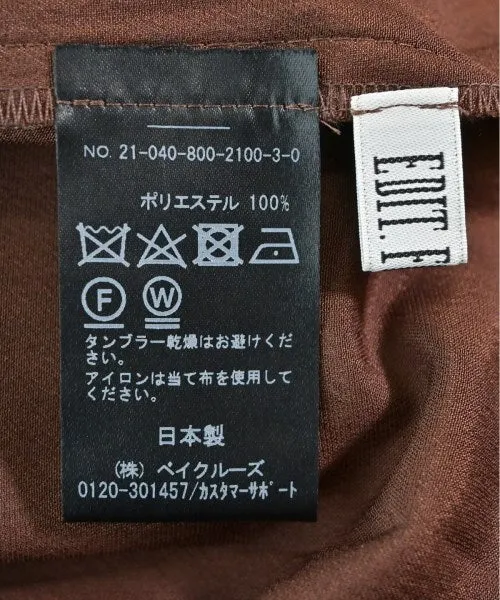 NO. 21-040-800-2100-3-0
ポリエステル 100%
F W
タンブラー乾燥はお避けくだ
さい。
アイロンは当て布を使用して
ください。
日本製
(株) ベイクルーズ
0120-301457/カスタマーサポート
EDIT. F